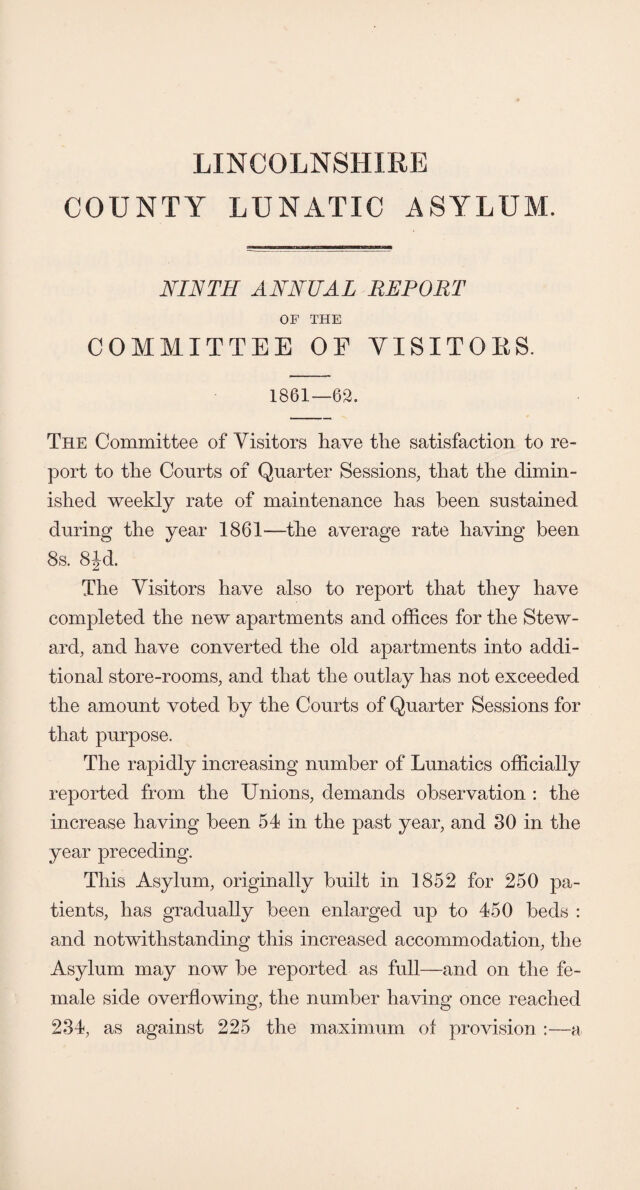 LINCOLNSHIRE
COUNTY LUNATIC ASYLUM.
NINTH ANNUAL REPORT
OF THE
COMMITTEE OF VISITORS.
1861—62.
THE Committee of Visitors have the satisfaction to re-
port to the Courts of Quarter Sessions, that the dimin-
ished weekly rate of maintenance has been sustained
during the year 1861—the average rate having been
8s. 8½d.
The Visitors have also to report that they have
completed the new apartments and offices for the Stew-
ard, and have converted the old apartments into addi-
tional store-rooms, and that the outlay has not exceeded
the amount voted by the Courts of Quarter Sessions for
that purpose.
The rapidly increasing number of Lunatics officially
reported from the Unions, demands observation : the
increase having been 54 in the past year, and 30 in the
year preceding.
This Asylum, originally built in 1852 for 250 pa-
tients, has gradually been enlarged up to 450 beds :
and notwithstanding this increased accommodation, the
Asylum may now be reported as full—and on the fe-
male side overflowing, the number having once reached
234, as against 225 the maximum of provision :—a